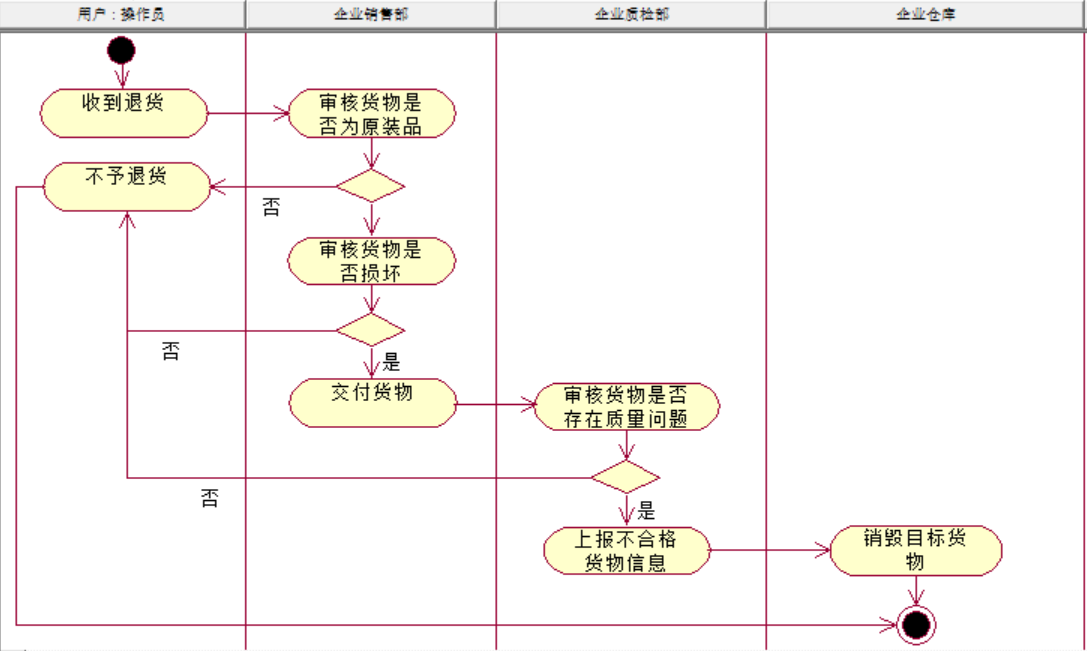 用户：操作员
企业销售部
企业质检部
企业仓库
收到退货
审核货物是
否为原装品
不予退货
否
审核货物是
否损坏
否
是
交付货物
审核货物是否
存在质里问题
否
是
上报不合格
货物信息
销毁目标货
物